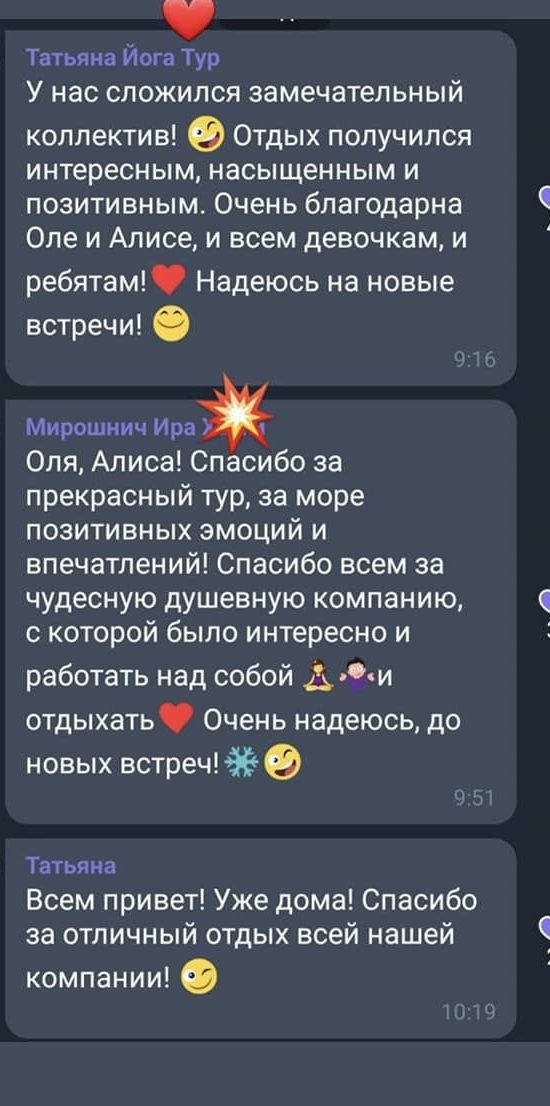 Татьяна Йога Тур
У нас сложился замечательный
коллектив! 😜 Отдых получился
интересным, насыщенным и
позитивным. Очень благодарна
Оле и Алисе, и всем девочкам, и
ребятам!❤️ Надеюсь на новые
встречи! 😊
9:16
Мирошнич Ира
Оля, Алиса! Спасибо за
прекрасный тур, за море
позитивных эмоций и
впечатлений! Спасибо всем за
чудесную душевную компанию,
с которой было интересно и
работать над собой 🧘‍♀️🤷‍♂️и
отдыхать❤️ Очень надеюсь, до
новых встреч!❄️😜
9:51
Татьяна
Всем привет! Уже дома! Спасибо
за отличный отдых всей нашей
компании! 😉
10:19